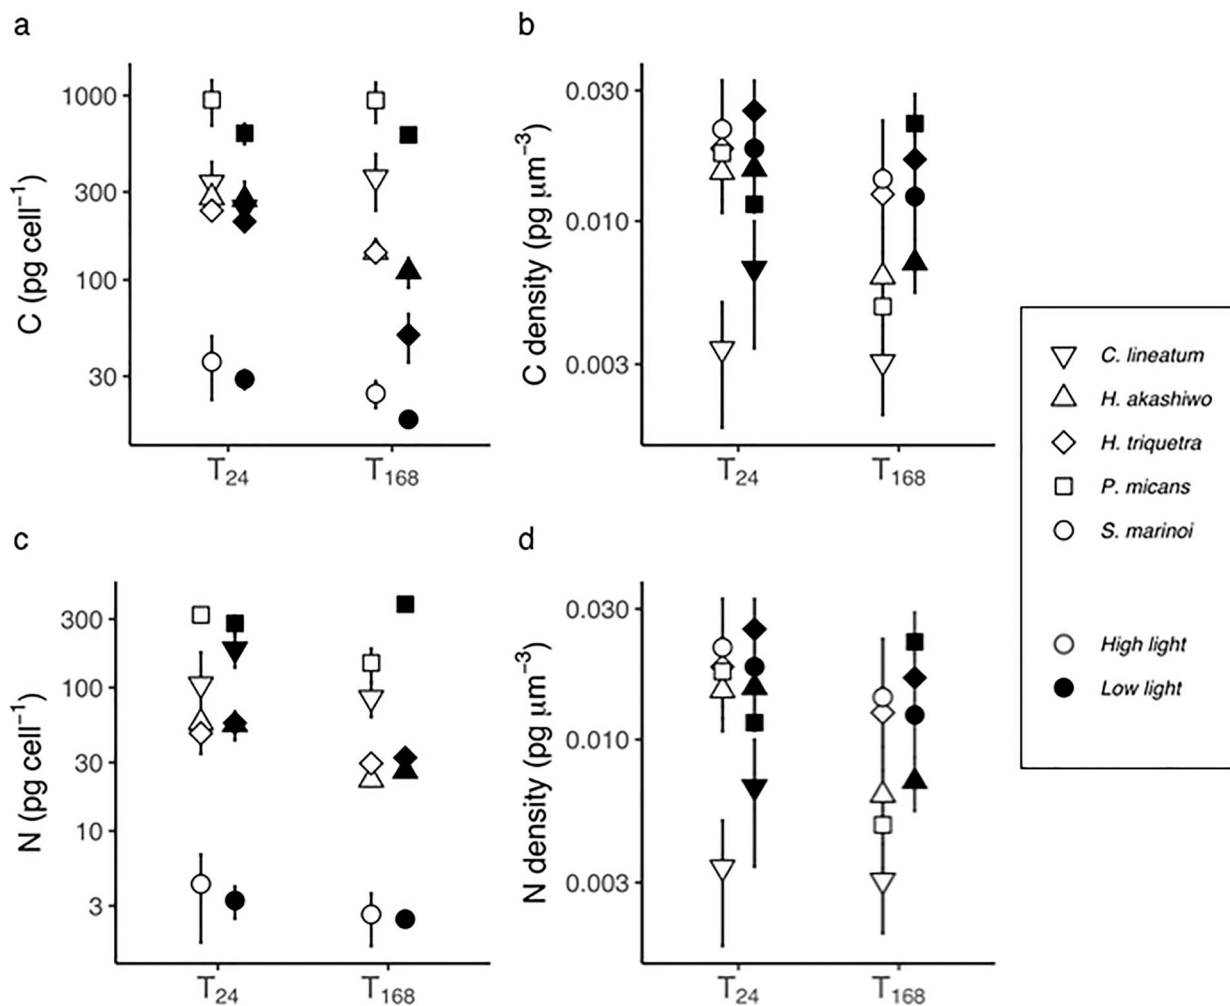 a
C (pg cell⁻¹)
1000
300
100
30
T₂₄
T₁₆₈
b
C density (pg μm⁻³)
0.030
0.010
0.003
T₂₄
T₁₆₈
c
N (pg cell⁻¹)
300
100
30
10
3
T₂₄
T₁₆₈
d
N density (pg μm⁻³)
0.030
0.010
0.003
T₂₄
T₁₆₈
C. lineatum
H. akashiwo
H. triquetra
P. micans
S. marinoi
High light
Low light